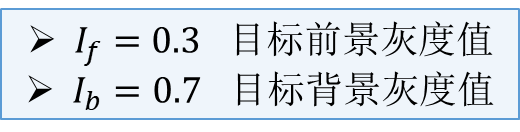 ➢ I_f = 0.3 目标前景灰度值
➢ I_b = 0.7 目标背景灰度值